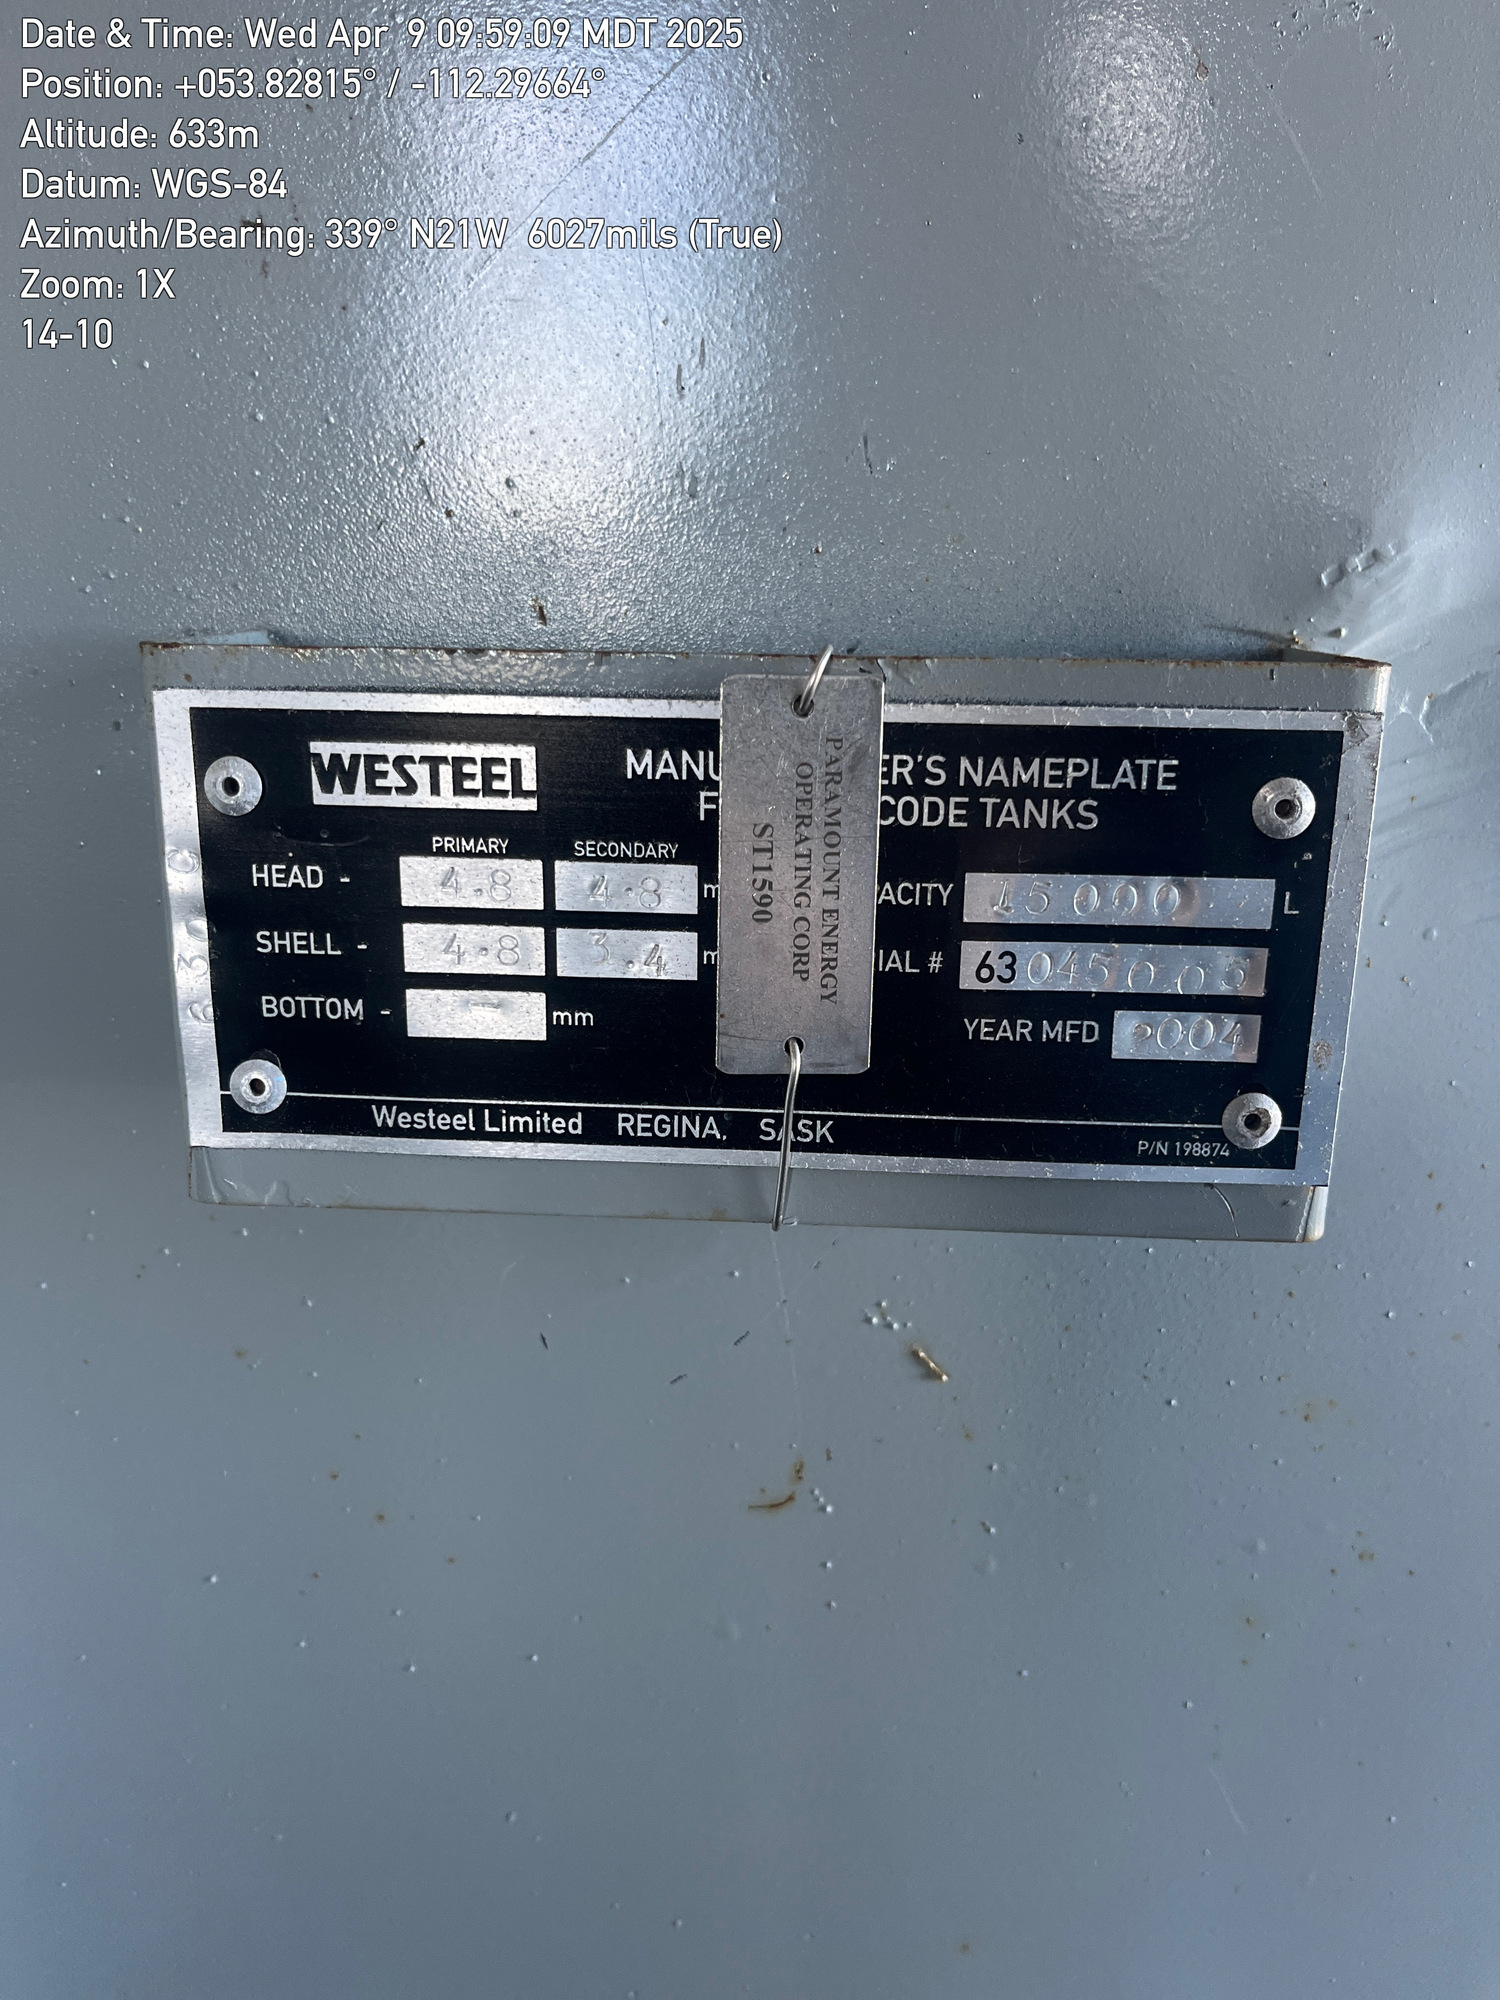 Date & Time: Wed Apr  9 09:59:09 MDT 2025
Position: +053.82815° / -112.29664°
Altitude: 633m
Datum: WGS-84
Azimuth/Bearing: 339° N21W  6027mils (True)
Zoom: 1X
14-10
WESTEEL
MANU ER'S NAMEPLATE
F CODE TANKS
PRIMARY SECONDARY
HEAD - 4.8 4.8 m
SHELL - 4.8 3.4 m
BOTTOM - – mm
ACITY 15000 L
IAL # 63045005
YEAR MFD 2004
PARAMOUNT ENERGY
OPERATING CORP
ST1590
Westeel Limited REGINA, SASK
P/N 198874